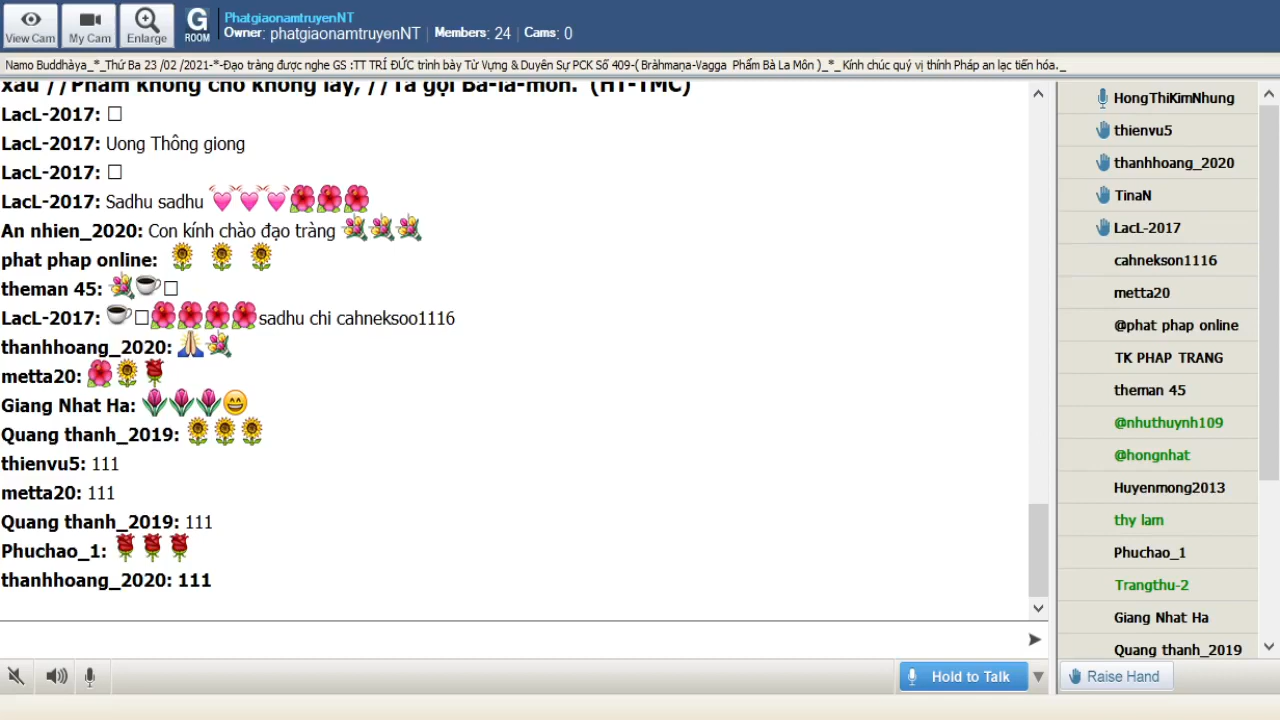 View Cam
My Cam
Enlarge
G
ROOM
PhatgiaonamtruyenNT
Owner: phatgiaonamtruyenNT | Members: 24 | Cams: 0
Namo Buddhàya_*_Thứ Ba 23 /02 /2021-*-Đạo tràng được nghe GS :TT TRÍ ĐỨC trình bày Từ Vựng & Duyên Sự PCK Số 409-( Bràhmaṇa-Vagga Phẩm Bà La Môn )_*_ Kính chúc quý vị thính Pháp an lạc tiến hóa._
xấu //Phẩm không cho không lấy, //Ta gọi Bà-la-môn. (HT-TMC)
LacL-2017:
LacL-2017: Uong Thông giong
LacL-2017:
LacL-2017: Sadhu sadhu 💓💓💓🌺🌺🌺
An nhien_2020: Con kính chào đạo tràng 💐💐💐
phat phap online: 🌻 🌻 🌻
theman 45: 💐☕
LacL-2017: ☕🌺🌺🌺🌺sadhu chi cahneksoo1116
thanhhoang_2020: 🙏💐
metta20: 🌺🌻🌹
Giang Nhat Ha: 🌷🌷🌷😄
Quang thanh_2019: 🌻🌻🌻
thienvu5: 111
metta20: 111
Quang thanh_2019: 111
Phuchao_1: 🌹🌹🌹
thanhhoang_2020: 111
Hold to Talk
HongThiKimNhung
thienvu5
thanhhoang_2020
TinaN
LacL-2017
cahnekson1116
metta20
@phat phap online
TK PHAP TRANG
theman 45
@nhuthuynh109
@hongnhat
Huyenmong2013
thy lam
Phuchao_1
Trangthu-2
Giang Nhat Ha
Quang thanh_2019
Raise Hand